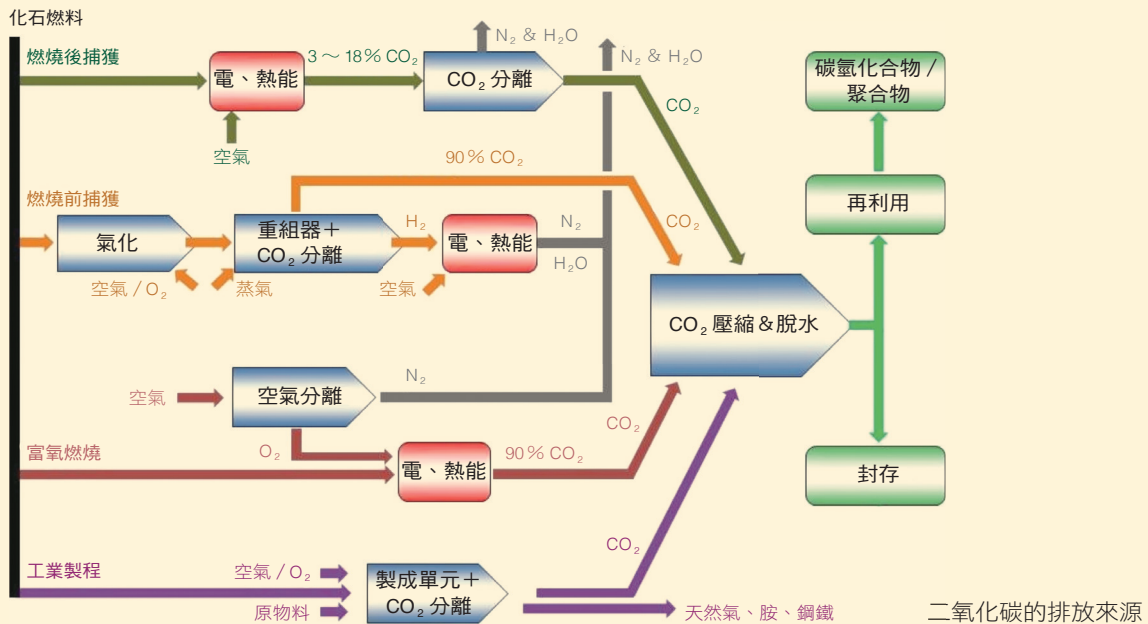 化石燃料
燃燒後捕獲
電、熱能
空氣
3～18% CO₂
CO₂ 分離
N₂ & H₂O
N₂ & H₂O
CO₂
燃燒前捕獲
氣化
空氣 / O₂
重組器＋
CO₂ 分離
蒸氣
90% CO₂
H₂
電、熱能
空氣
N₂
H₂O
CO₂
空氣
空氣分離
N₂
O₂
富氧燃燒
電、熱能
90% CO₂
CO₂
工業製程
空氣 / O₂
原物料
製成單元＋
CO₂ 分離
CO₂
天然氣、胺、鋼鐵
CO₂ 壓縮＆脫水
碳氫化合物 /
聚合物
再利用
封存
二氧化碳的排放來源